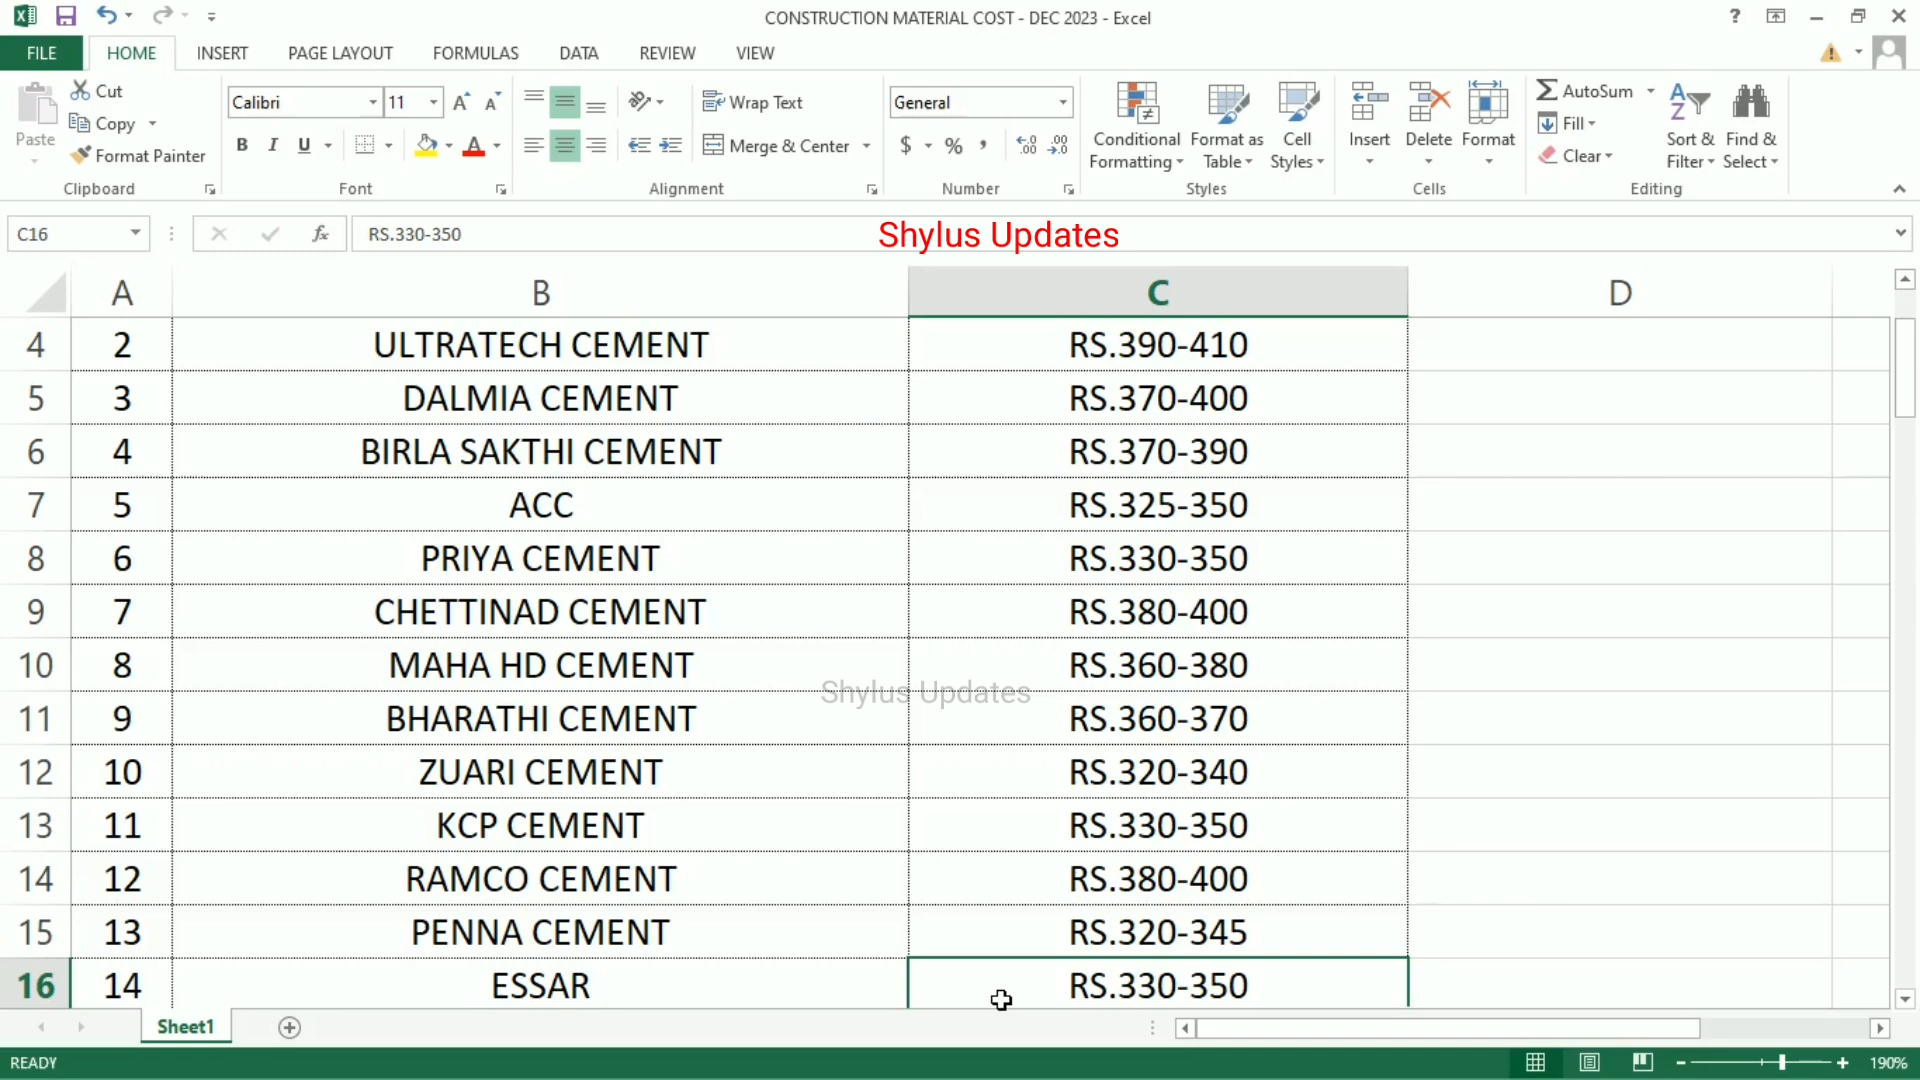 CONSTRUCTION MATERIAL COST - DEC 2023 - Excel
?
FILE HOME INSERT PAGE LAYOUT FORMULAS DATA REVIEW VIEW
Paste
Cut
Copy
Format Painter
Clipboard
Calibri 11
B I U
Font
Wrap Text
Merge & Center
Alignment
General
$ % ,
Number
Conditional Formatting
Format as Table
Cell Styles
Styles
Insert Delete Format
Cells
AutoSum
Fill
Clear
Sort & Filter
Find & Select
Editing
C16 fx RS.330-350
Shylus Updates
A B C D
4 2 ULTRATECH CEMENT RS.390-410
5 3 DALMIA CEMENT RS.370-400
6 4 BIRLA SAKTHI CEMENT RS.370-390
7 5 ACC RS.325-350
8 6 PRIYA CEMENT RS.330-350
9 7 CHETTINAD CEMENT RS.380-400
10 8 MAHA HD CEMENT RS.360-380
Shylus Updates
11 9 BHARATHI CEMENT RS.360-370
12 10 ZUARI CEMENT RS.320-340
13 11 KCP CEMENT RS.330-350
14 12 RAMCO CEMENT RS.380-400
15 13 PENNA CEMENT RS.320-345
16 14 ESSAR RS.330-350
Sheet1
READY 190%